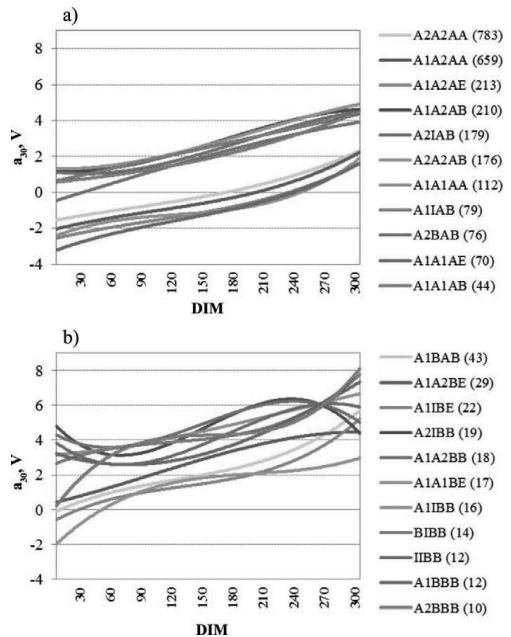 a)
a₃₀, V
8
6
4
2
0
-2
-4
30
60
90
120
150
180
210
240
270
300
DIM
A2A2AA (783)
A1A2AA (659)
A1A2AE (213)
A1A2AB (210)
A2IAB (179)
A2A2AB (176)
A1A1AA (112)
A1IAB (79)
A2BAB (76)
A1A1AE (70)
A1A1AB (44)
b)
a₃₀, V
8
6
4
2
0
-2
-4
30
60
90
120
150
180
210
240
270
300
DIM
A1BAB (43)
A1A2BE (29)
A1IBE (22)
A2IBB (19)
A1A2BB (18)
A1A1BE (17)
A1IBB (16)
BIBB (14)
IIBB (12)
A1BBB (12)
A2BBB (10)